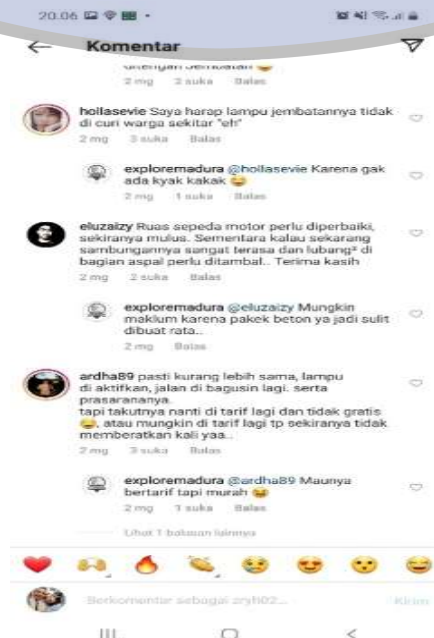 20.06
Komentar
ditengah Jembatan
2 mg 2 suka Balas
hollasevie Saya harap lampu jembatannya tidak
di curi warga sekitar "eh"
2 mg 3 suka Balas
exploremadura @hollasevie Karena gak
ada kyak kakak
2 mg 1 suka Balas
eluzaizy Ruas sepeda motor perlu diperbaiki,
sekiranya mulus. Sementara kalau sekarang
sambungannya sangat terasa dan lubang² di
bagian aspal perlu ditambal.. Terima kasih
2 mg 2 suka Balas
exploremadura @eluzaizy Mungkin
maklum karena pakek beton ya jadi sulit
dibuat rata..
2 mg Balas
ardha89 pasti kurang lebih sama, lampu
di aktifkan, jalan di bagusin lagi. serta
prasarananya.
tapi takutnya nanti di tarif lagi dan tidak gratis
, atau mungkin di tarif lagi tp sekiranya tidak
memberatkan kali yaa..
2 mg 3 suka Balas
exploremadura @ardha89 Maunya
bertarif tapi murah
2 mg 1 suka Balas
Lihat 1 balasan lainnya
Berkomentar sebagai zryh02...
Kirim